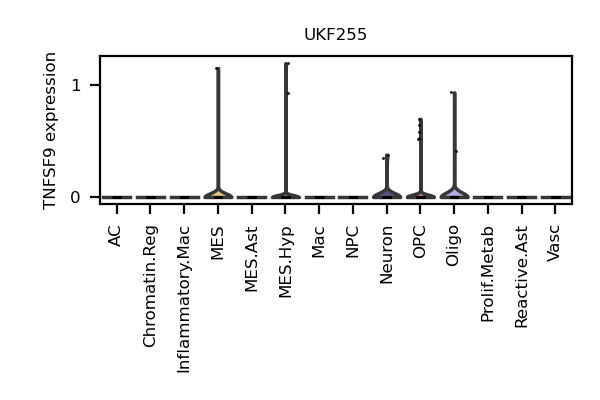 UKF255
TNFSF9 expression
1
0
AC
Chromatin.Reg
Inflammatory.Mac
MES
MES.Ast
MES.Hyp
Mac
NPC
Neuron
OPC
Oligo
Prolif.Metab
Reactive.Ast
Vasc